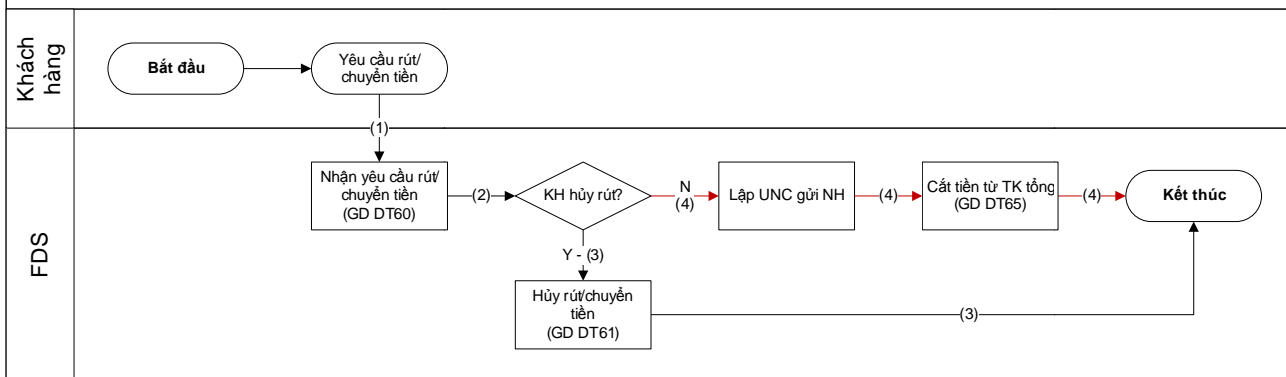 Khách
hàng
Bắt đầu
Yêu cầu rút/
chuyển tiền
(1)
FDS
Nhận yêu cầu rút/
chuyển tiền
(GD DT60)
(2)
KH hủy rút?
N
(4)
Lập UNC gửi NH
(4)
Cắt tiền từ TK tổng
(GD DT65)
(4)
Kết thúc
Y - (3)
Hủy rút/chuyển
tiền
(GD DT61)
(3)